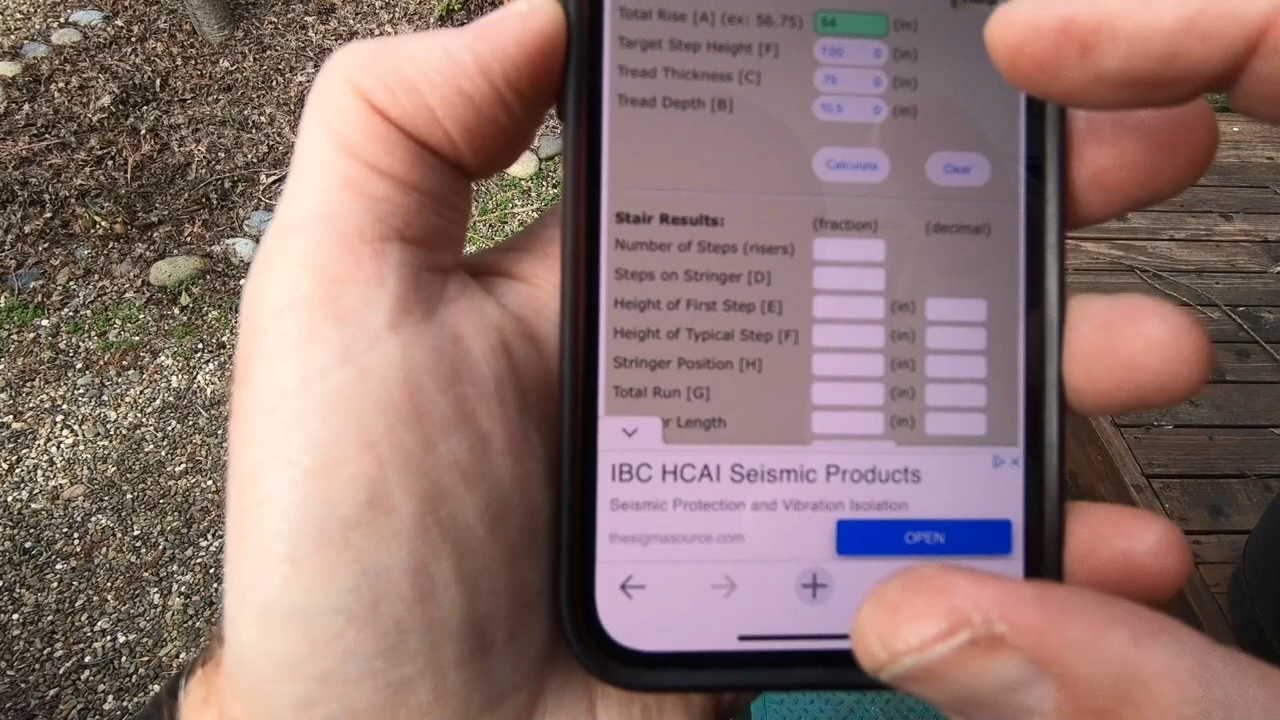 Total Rise [A] (ex: 56.75) 54 (in)
Target Step Height [F] 7.00 0 (in)
Tread Thickness [C] .75 0 (in)
Tread Depth [B] 10.5 0 (in)
Calculate Clear
Stair Results: (fraction) (decimal)
Number of Steps (risers)
Steps on Stringer [D]
Height of First Step [E] (in)
Height of Typical Step [F] (in)
Stringer Position [H] (in)
Total Run [G] (in)
Length (in)
IBC HCAI Seismic Products
Seismic Protection and Vibration Isolation
thesigmasource.com OPEN